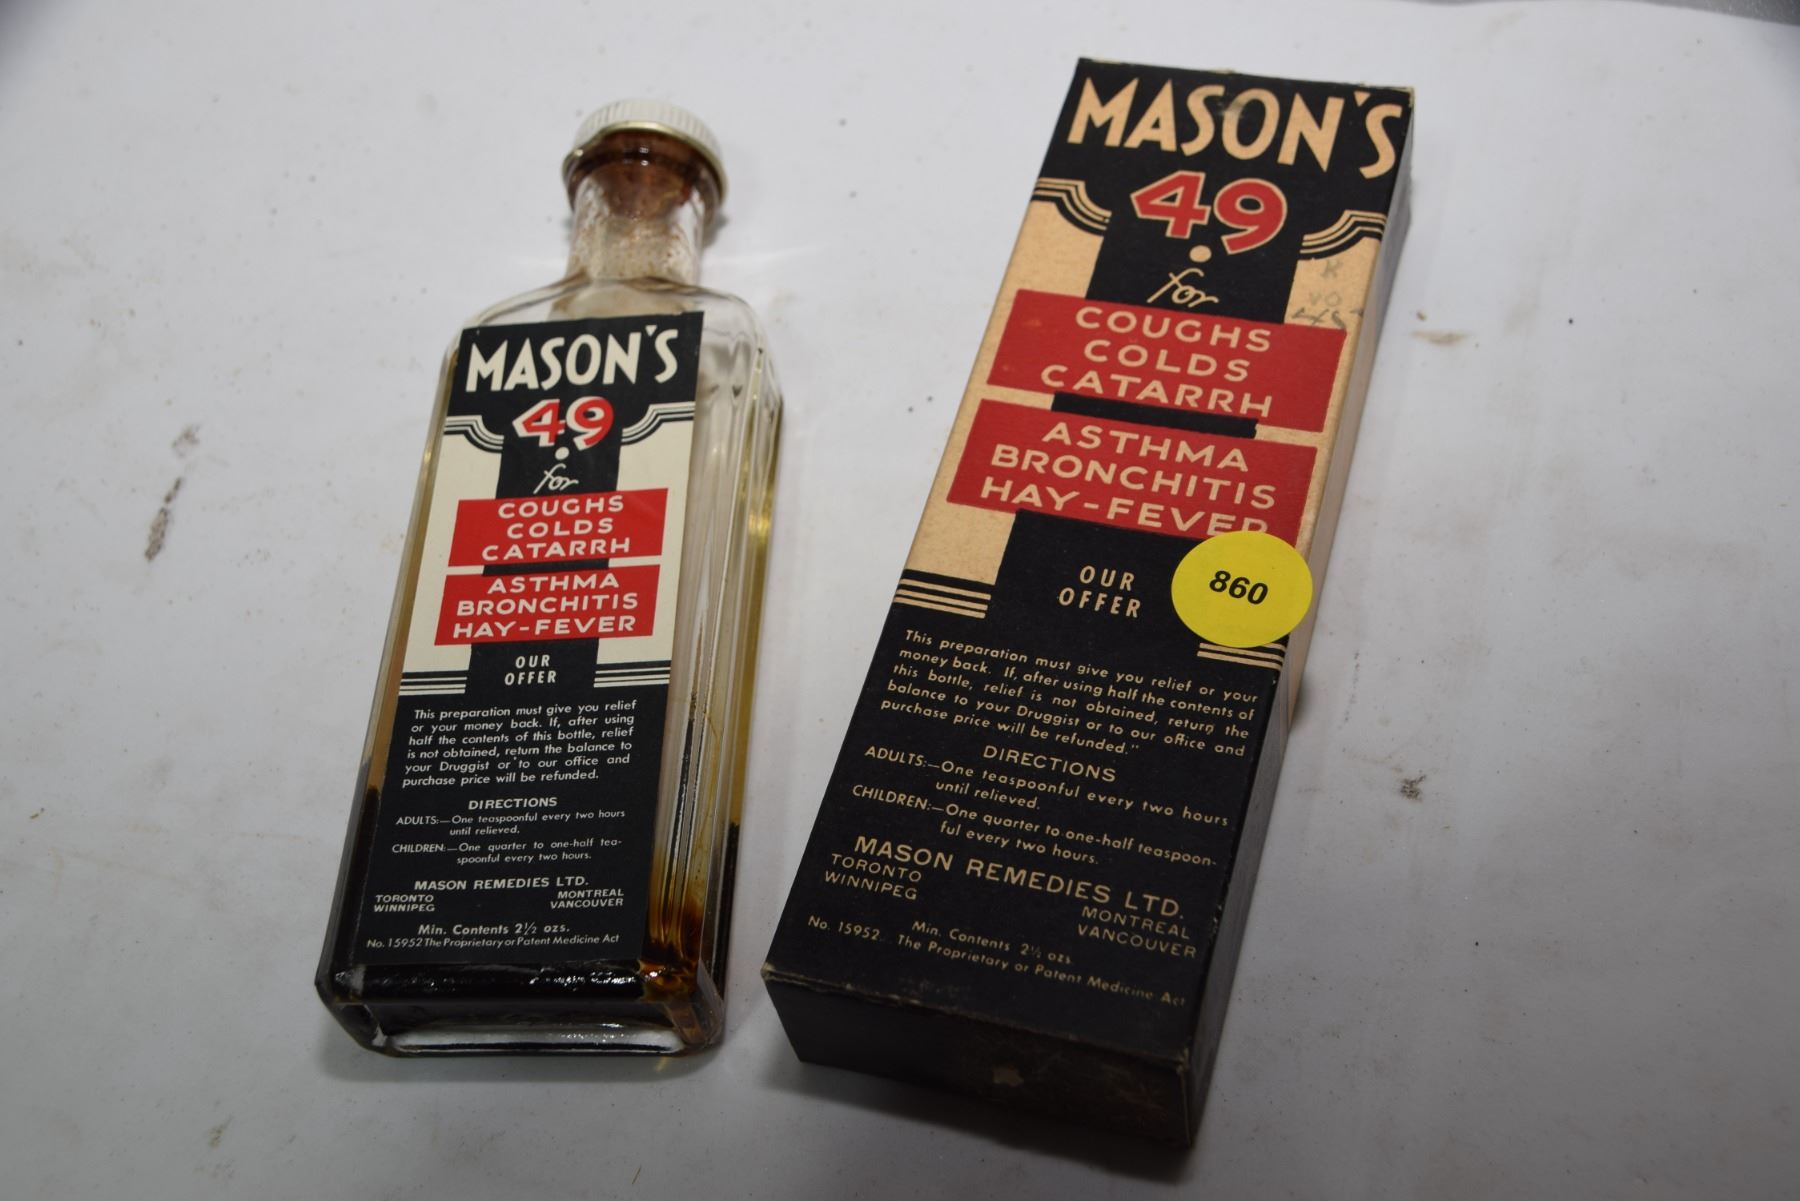 MASON'S
49
for
COUGHS
COLDS
CATARRH
ASTHMA
BRONCHITIS
HAY-FEVER
OUR
OFFER
This preparation must give you relief
or your money back. If, after using
half the contents of this bottle, relief
is not obtained, return the balance to
your Druggist or to our office and
purchase price will be refunded.
DIRECTIONS
ADULTS:—One teaspoonful every two hours
until relieved.
CHILDREN:—One quarter to one-half tea-
spoonful every two hours.
MASON REMEDIES LTD.
TORONTO MONTREAL
WINNIPEG VANCOUVER
Min. Contents 2½ ozs.
No. 15952 The Proprietary or Patent Medicine Act
MASON'S
49
for
COUGHS
COLDS
CATARRH
ASTHMA
BRONCHITIS
HAY-FEVER
OUR
OFFER
860
This preparation must give you relief or your
money back. If, after using half the contents of
this bottle, relief is not obtained, return the
balance to your Druggist or to our office and
purchase price will be refunded."
DIRECTIONS
ADULTS:—One teaspoonful every two hours
until relieved.
CHILDREN:—One quarter to one-half teaspoon-
ful every two hours.
MASON REMEDIES LTD.
TORONTO MONTREAL
WINNIPEG VANCOUVER
Min. Contents 2½ ozs.
No. 15952. The Proprietary or Patent Medicine Act